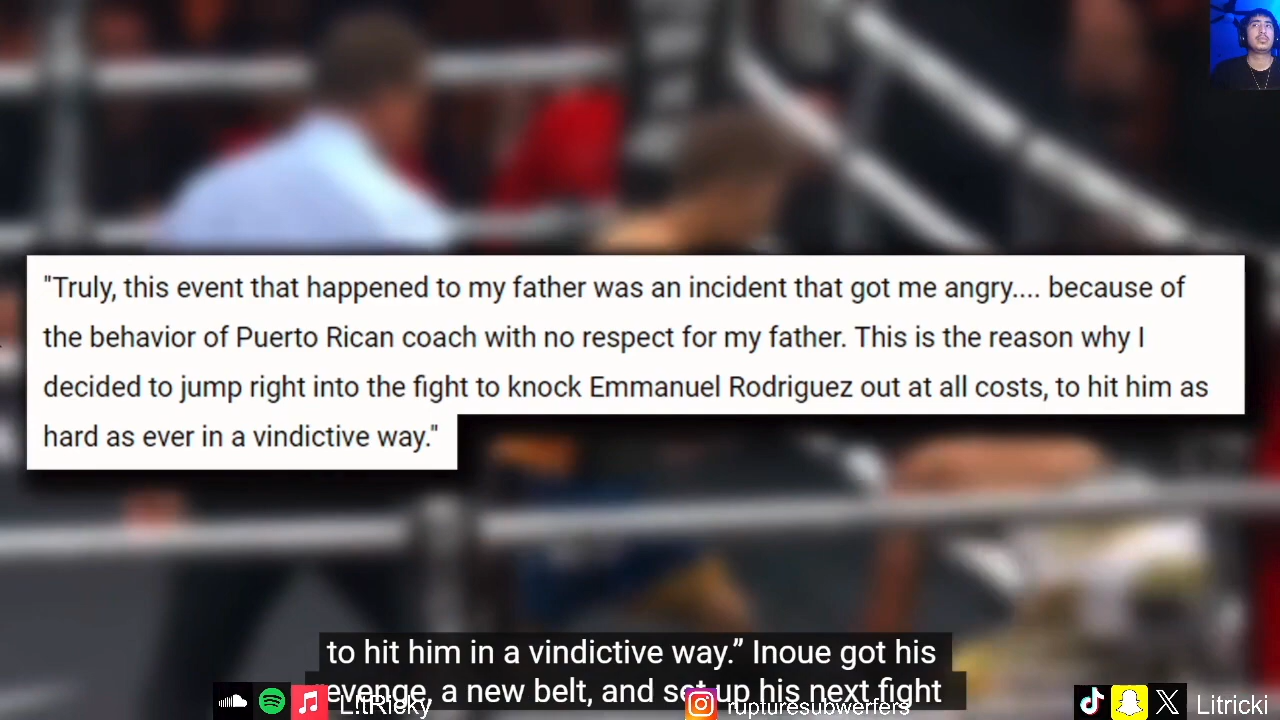 "Truly, this event that happened to my father was an incident that got me angry.... because of
the behavior of Puerto Rican coach with no respect for my father. This is the reason why I
decided to jump right into the fight to knock Emmanuel Rodriguez out at all costs, to hit him as
hard as ever in a vindictive way."
to hit him in a vindictive way.” Inoue got his
revenge, a new belt, and set up his next fight
LitRicky
rupturesubwerfers
Litricki